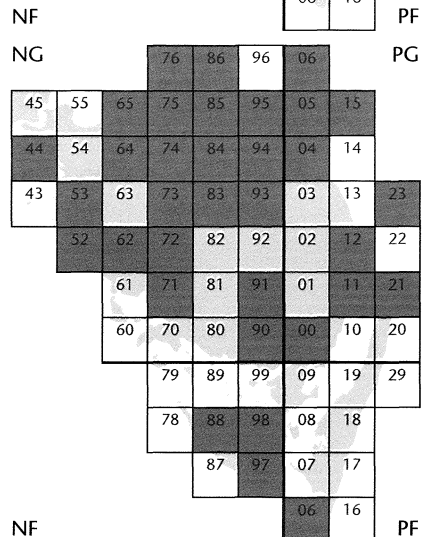 NF PF
NG PG
76 86 96 06
45 55 65 75 85 95 05 15
44 54 64 74 84 94 04 14
43 53 63 73 83 93 03 13 23
52 62 72 82 92 02 12 22
61 71 81 91 01 11 21
60 70 80 90 00 10 20
79 89 99 09 19 29
78 88 98 08 18
87 97 07 17
06 16
NF PF